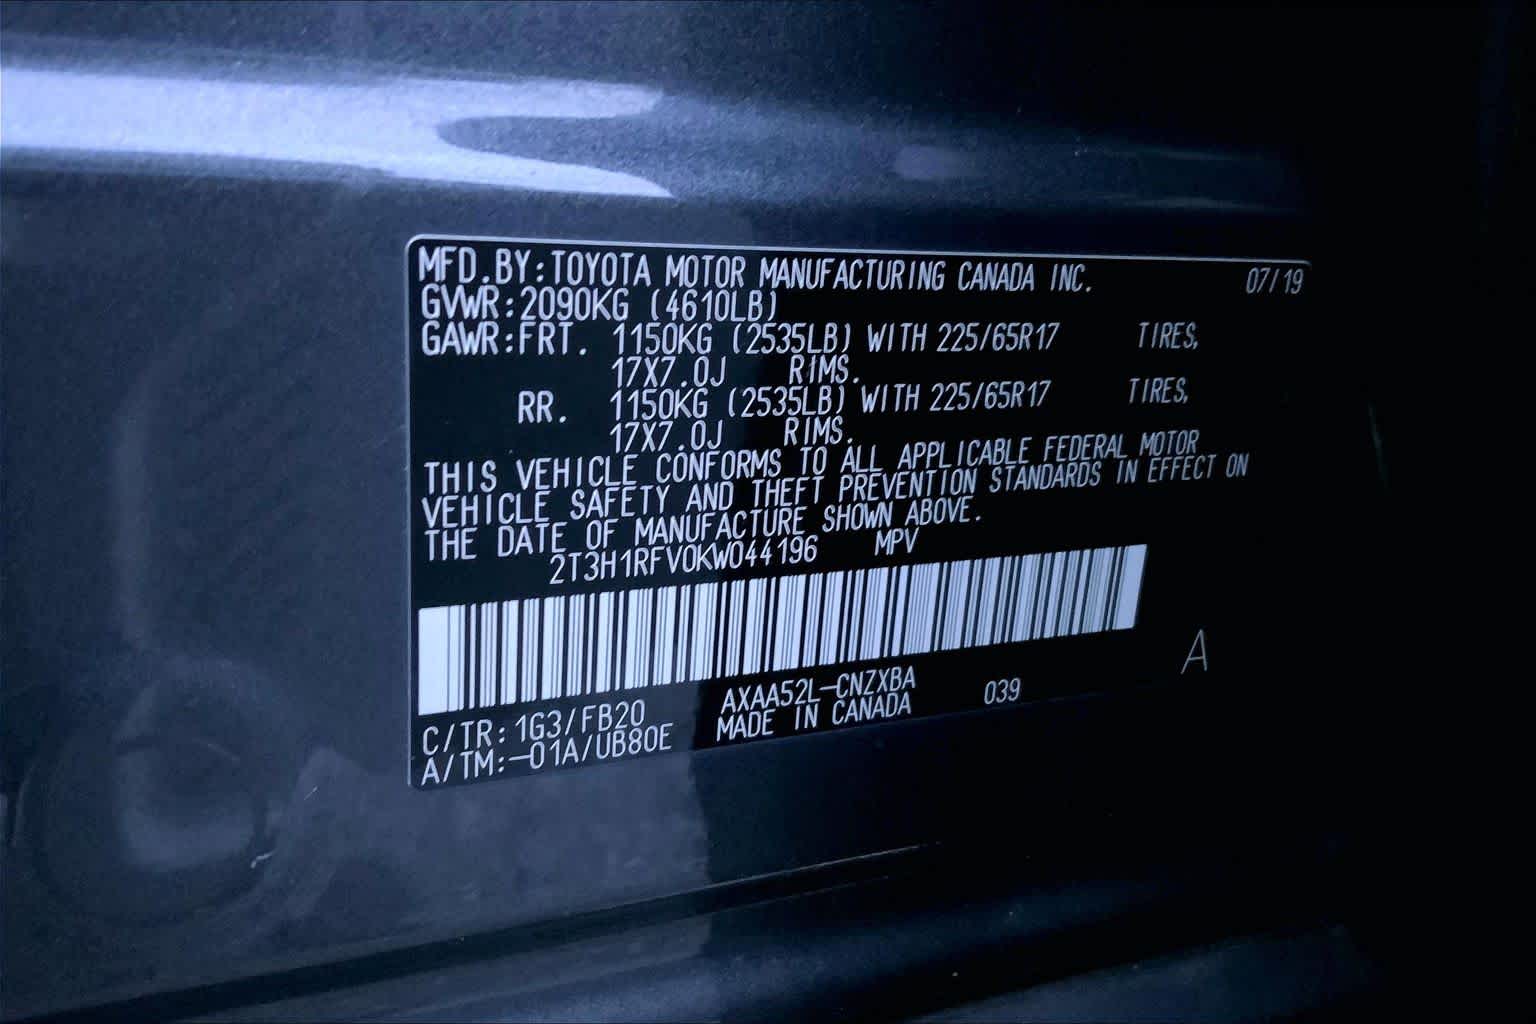 MFD.BY:TOYOTA MOTOR MANUFACTURING CANADA INC. 07/19
GVWR:2090KG (4610LB)
GAWR:FRT. 1150KG (2535LB) WITH 225/65R17 TIRES,
17X7.0J RIMS.
RR. 1150KG (2535LB) WITH 225/65R17 TIRES,
17X7.0J RIMS.
THIS VEHICLE CONFORMS TO ALL APPLICABLE FEDERAL MOTOR
VEHICLE SAFETY AND THEFT PREVENTION STANDARDS IN EFFECT ON
THE DATE OF MANUFACTURE SHOWN ABOVE.
2T3H1RFV0KW044196 MPV
A
AXAA52L-CNZXBA 039
C/TR:1G3/FB20 MADE IN CANADA
A/TM:-01A/UB80E